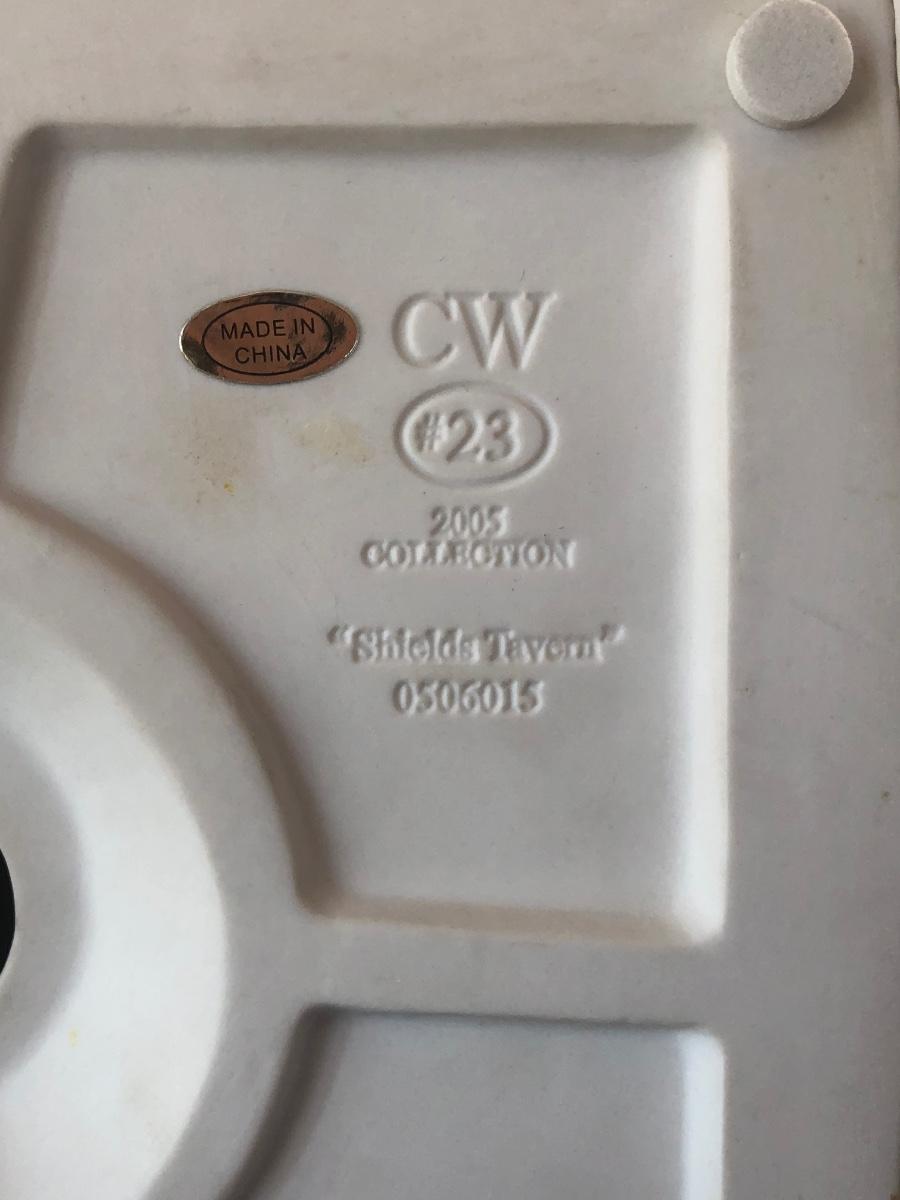 MADE IN
CHINA
CW
#23
2005
COLLECTION
“Shields Tavern”
0506015